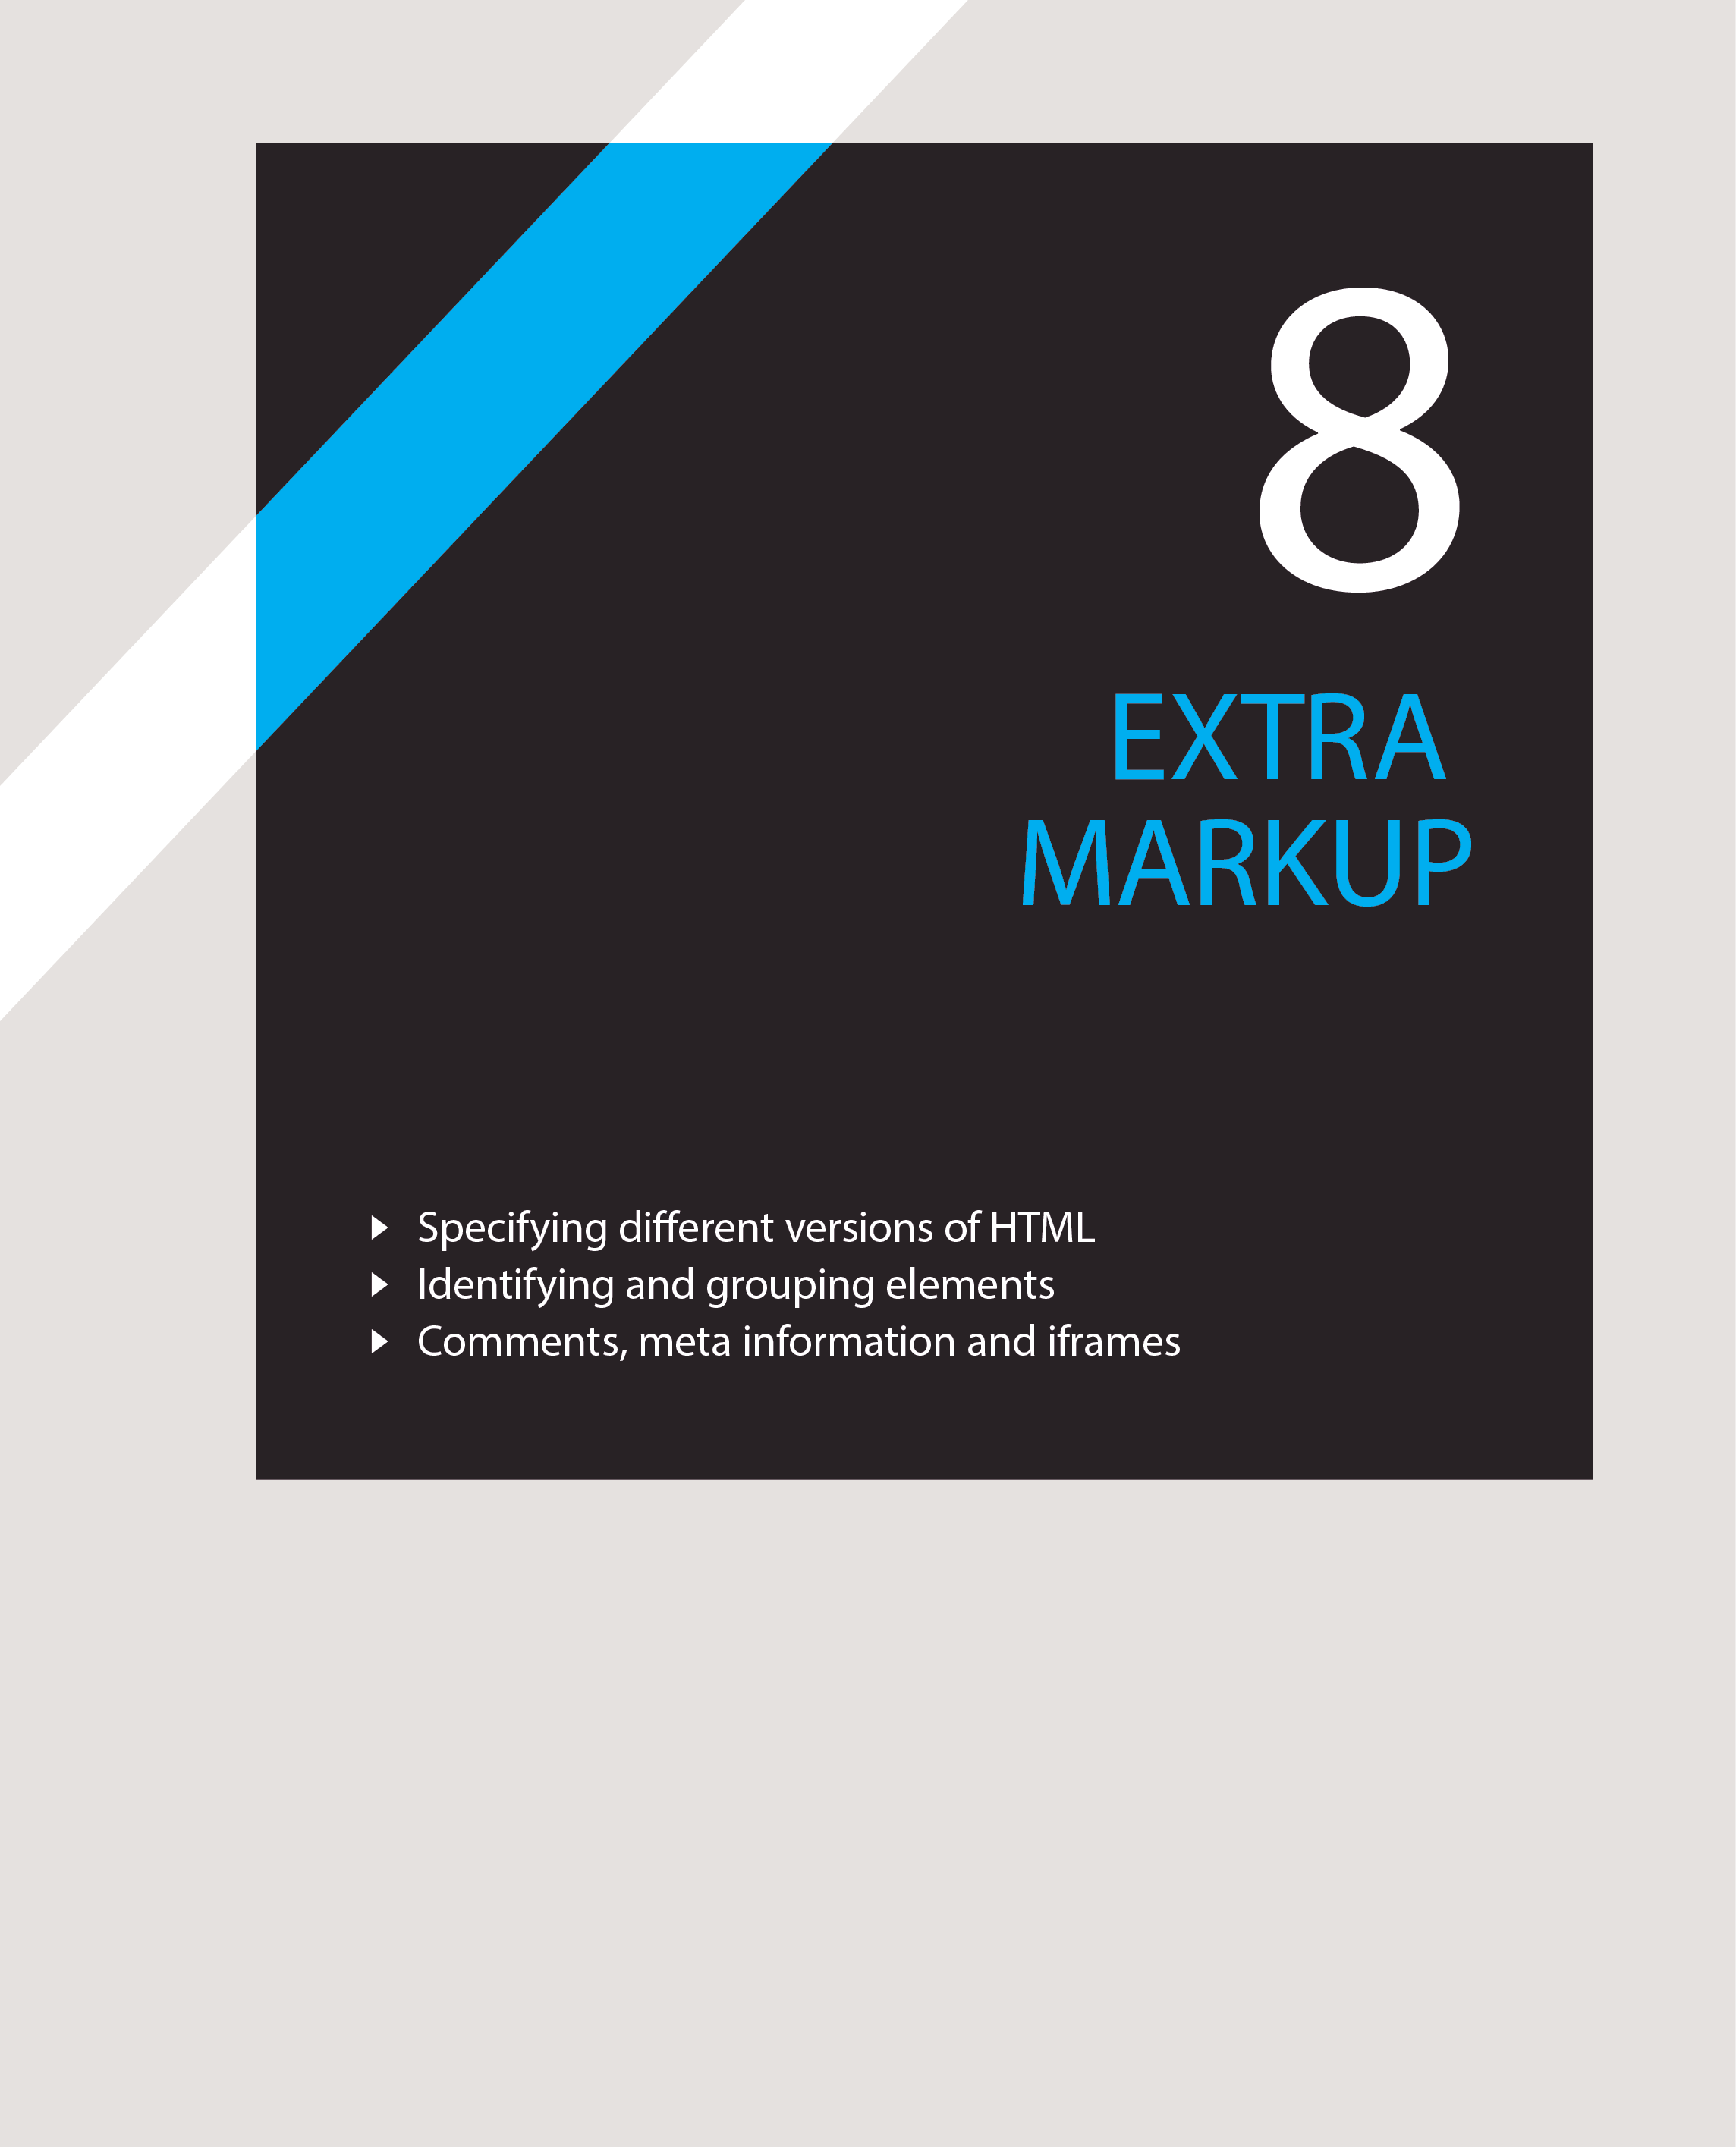 8
EXTRA
MARKUP
Specifying different versions of HTML
Identifying and grouping elements
Comments, meta information and iframes